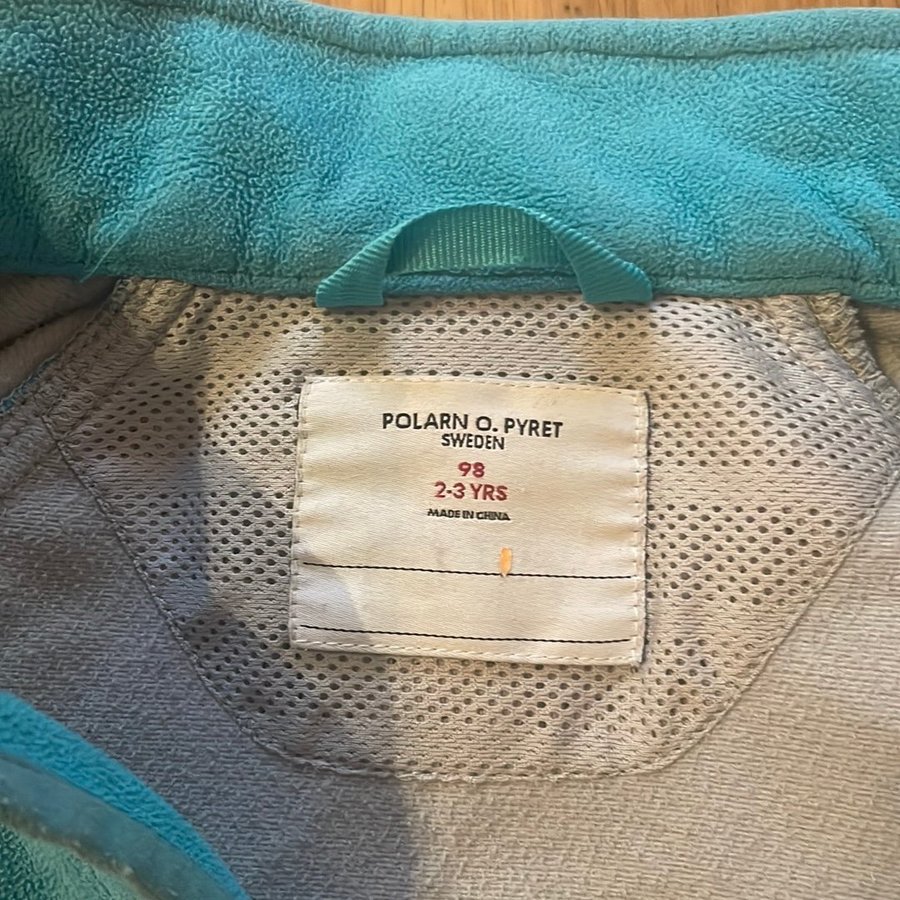 POLARN O. PYRET
SWEDEN
98
2-3 YRS
MADE IN CHINA